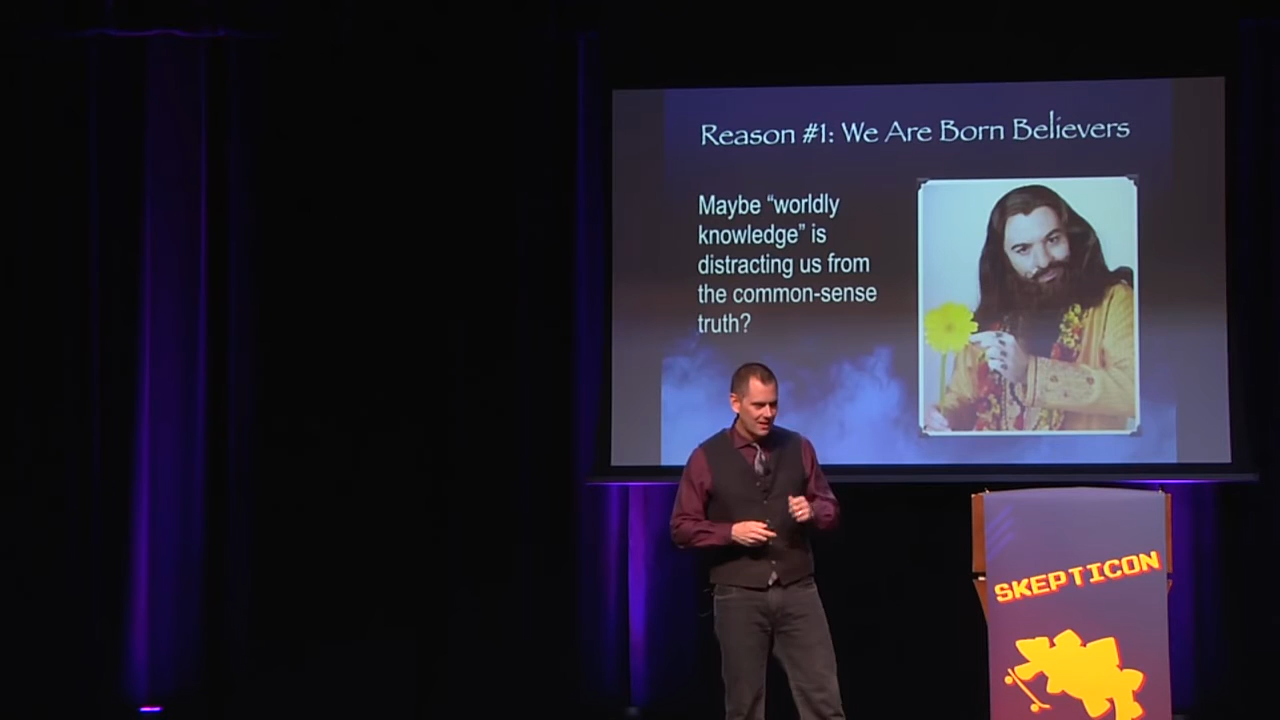 Reason #1: We Are Born Believers
Maybe “worldly
knowledge” is
distracting us from
the common-sense
truth?
SKEPTICON